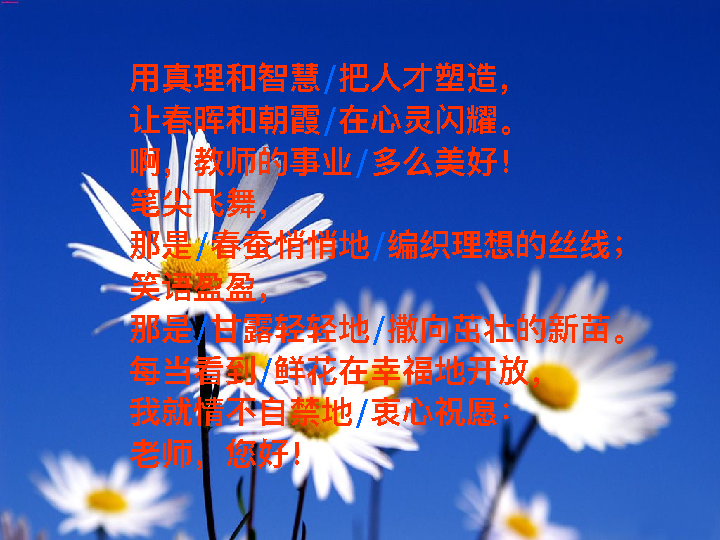 用真理和智慧/把人才塑造，
让春晖和朝霞/在心灵闪耀。
啊，教师的事业/多么美好！
笔尖飞舞，
那是/春蚕悄悄地/编织理想的丝线；
笑语盈盈，
那是/甘露轻轻地/撒向茁壮的新苗。
每当看到/鲜花在幸福地开放，
我就情不自禁地/衷心祝愿：
老师，您好！